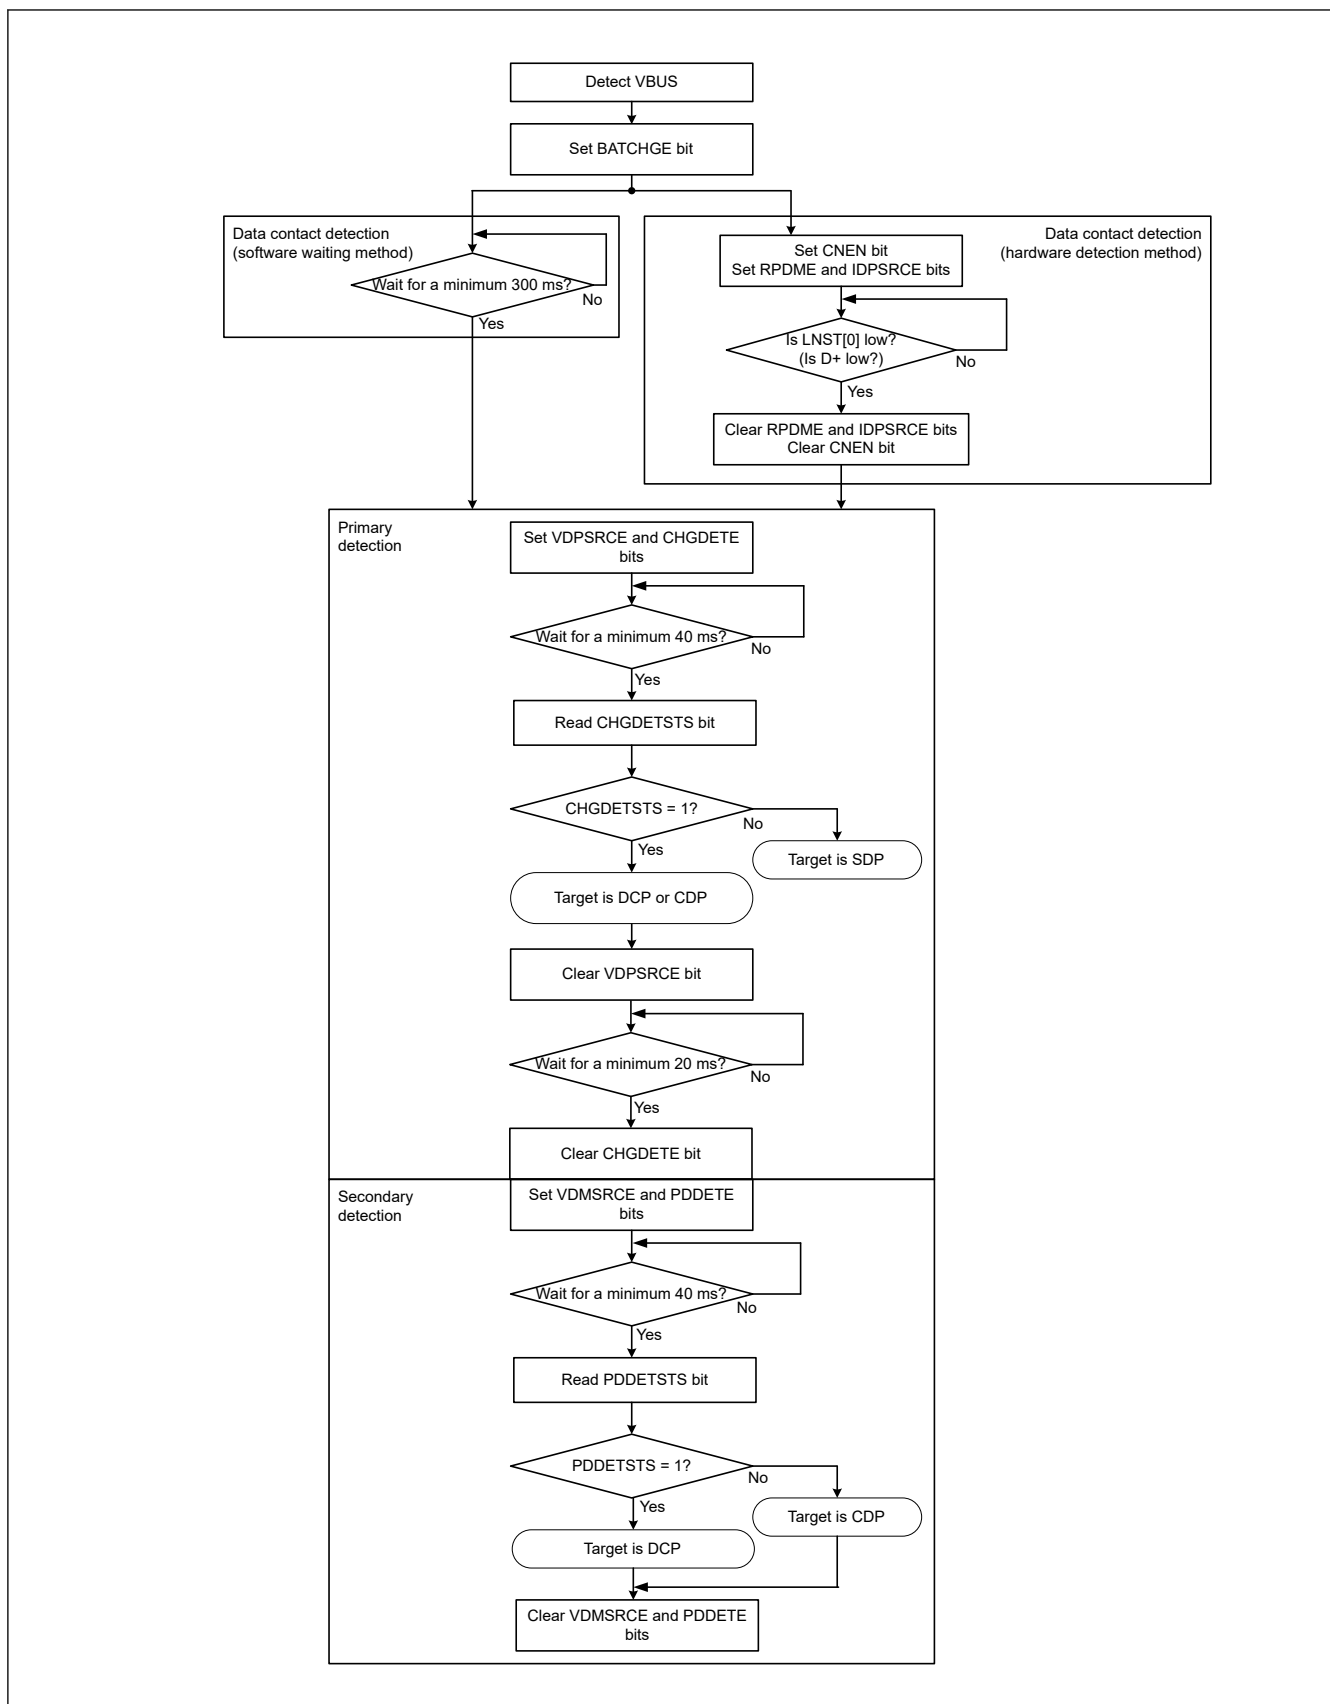 Detect VBUS
Set BATCHGE bit
Data contact detection
(software waiting method)
Wait for a minimum 300 ms?
No
Yes
Data contact detection
(hardware detection method)
Set CNEN bit
Set RPDME and IDPSRCE bits
Is LNST[0] low?
(Is D+ low?)
No
Yes
Clear RPDME and IDPSRCE bits
Clear CNEN bit
Primary
detection
Set VDPSRCE and CHGDETE
bits
Wait for a minimum 40 ms?
No
Yes
Read CHGDETSTS bit
CHGDETSTS = 1?
No
Yes
Target is SDP
Target is DCP or CDP
Clear VDPSRCE bit
Wait for a minimum 20 ms?
No
Yes
Clear CHGDETE bit
Secondary
detection
Set VDMSRCE and PDDETE
bits
Wait for a minimum 40 ms?
No
Yes
Read PDDETSTS bit
PDDETSTS = 1?
No
Yes
Target is CDP
Target is DCP
Clear VDMSRCE and PDDETE
bits